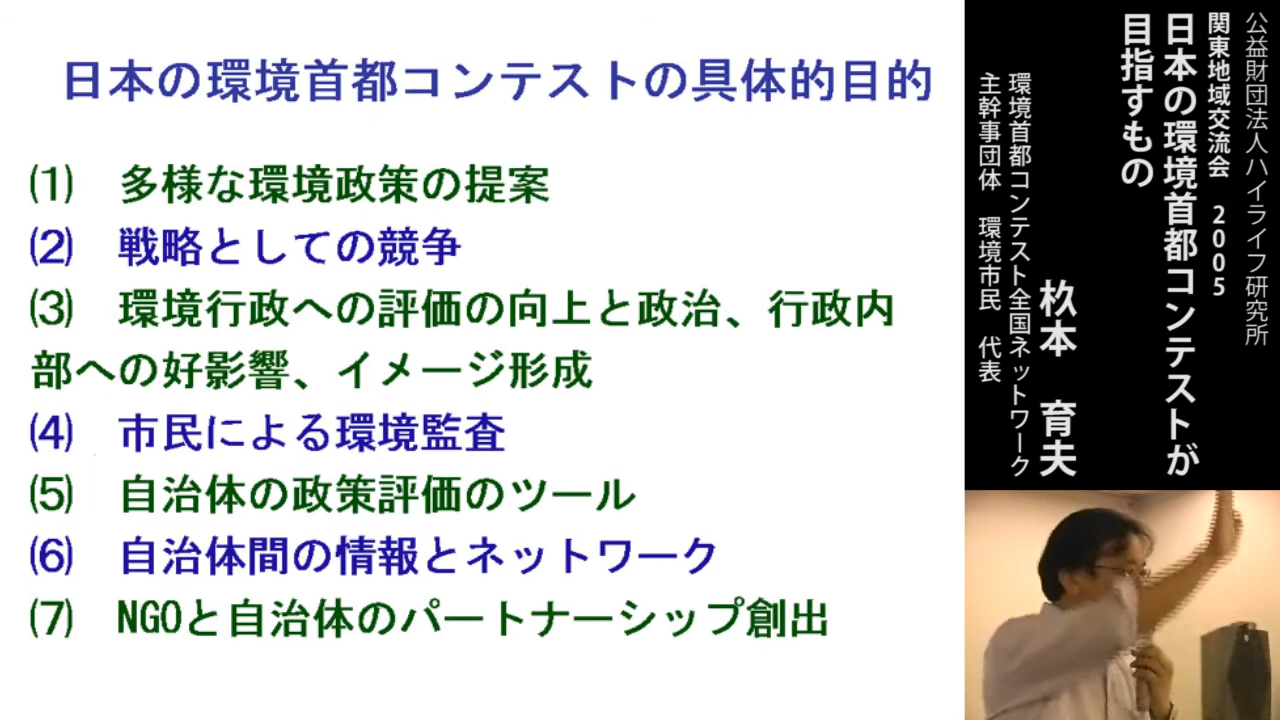 日本の環境首都コンテストの具体的目的
(1) 多様な環境政策の提案
(2) 戦略としての競争
(3) 環境行政への評価の向上と政治、行政内
部への好影響、イメージ形成
(4) 市民による環境監査
(5) 自治体の政策評価のツール
(6) 自治体間の情報とネットワーク
(7) NGOと自治体のパートナーシップ創出
公益財団法人ハイライフ研究所
関東地域交流会 2005
日本の環境首都コンテストが
目指すもの
杦本 育夫
環境首都コンテスト全国ネットワーク
主幹事団体 環境市民 代表